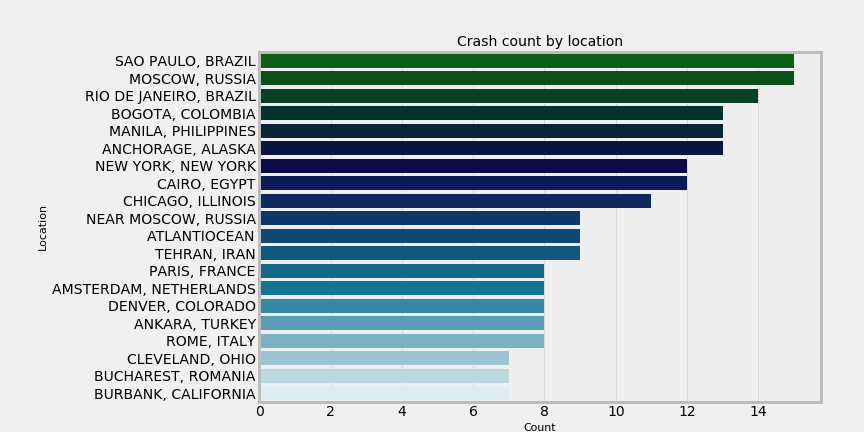 Crash count by location
SAO PAULO, BRAZIL
MOSCOW, RUSSIA
RIO DE JANEIRO, BRAZIL
BOGOTA, COLOMBIA
MANILA, PHILIPPINES
ANCHORAGE, ALASKA
NEW YORK, NEW YORK
CAIRO, EGYPT
CHICAGO, ILLINOIS
NEAR MOSCOW, RUSSIA
ATLANTIOCEAN
TEHRAN, IRAN
PARIS, FRANCE
AMSTERDAM, NETHERLANDS
DENVER, COLORADO
ANKARA, TURKEY
ROME, ITALY
CLEVELAND, OHIO
BUCHAREST, ROMANIA
BURBANK, CALIFORNIA
Location
0 2 4 6 8 10 12 14
Count